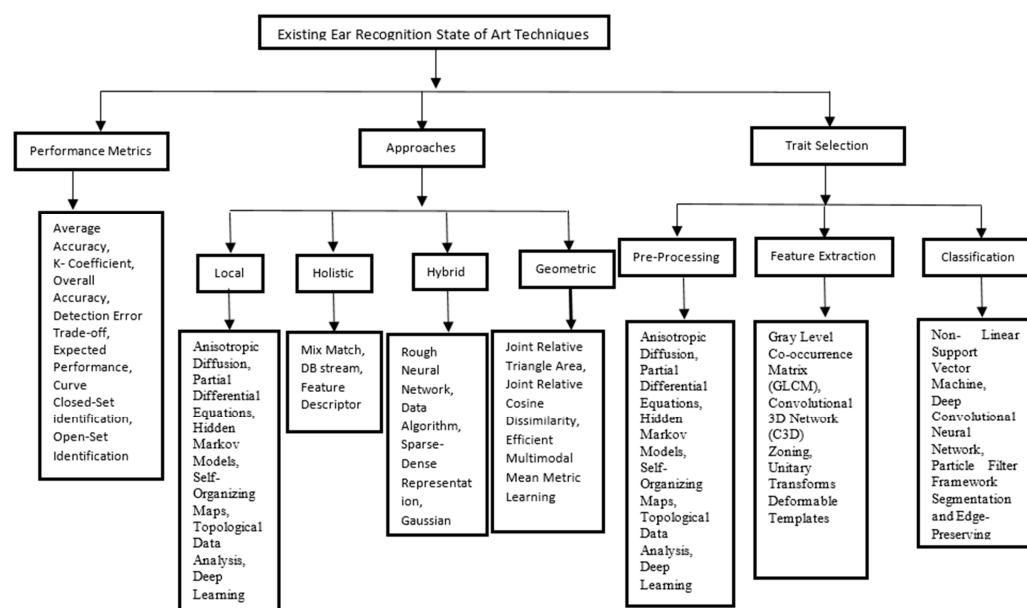 Existing Ear Recognition State of Art Techniques
Performance Metrics
Approaches
Trait Selection
Average
Accuracy,
K- Coefficient,
Overall
Accuracy,
Detection Error
Trade-off,
Expected
Performance,
Curve
Closed-Set
identification,
Open-Set
Identification
Local
Holistic
Hybrid
Geometric
Pre-Processing
Feature Extraction
Classification
Anisotropic
Diffusion,
Partial
Differential
Equations,
Hidden
Markov
Models,
Self-
Organizing
Maps,
Topological
Data
Analysis,
Deep
Learning
Mix Match,
DB stream,
Feature
Descriptor
Rough
Neural
Network,
Data
Algorithm,
Sparse-
Dense
Representat
ion,
Gaussian
Joint Relative
Triangle Area,
Joint Relative
Cosine
Dissimilarity,
Efficient
Multimodal
Mean Metric
Learning
Anisotropic
Diffusion,
Partial
Differential
Equations,
Hidden
Markov
Models,
Self-
Organizing
Maps,
Topological
Data
Analysis,
Deep
Learning
Gray Level
Co-occurrence
Matrix
(GLCM),
Convolutional
3D Network
(C3D)
Zoning,
Unitary
Transforms
Deformable
Templates
Non- Linear
Support
Vector
Machine,
Deep
Convolutional
Neural
Network,
Particle Filter
Framework
Segmentation
and Edge-
Preserving